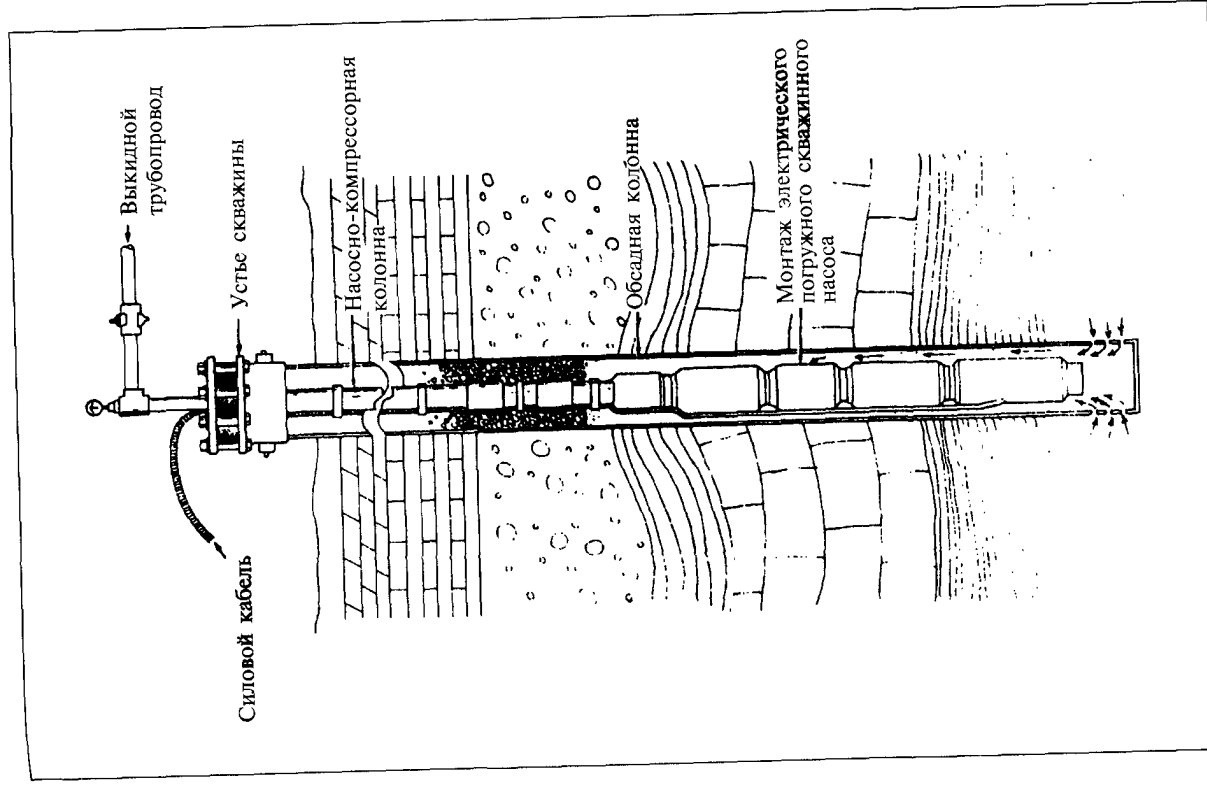 Выкидной
трубопровод
Устье скважины
Насосно-компрессорная
колонна
Силовой кабель
Обсадная колонна
Монтаж электрического
погружного скважинного
насоса